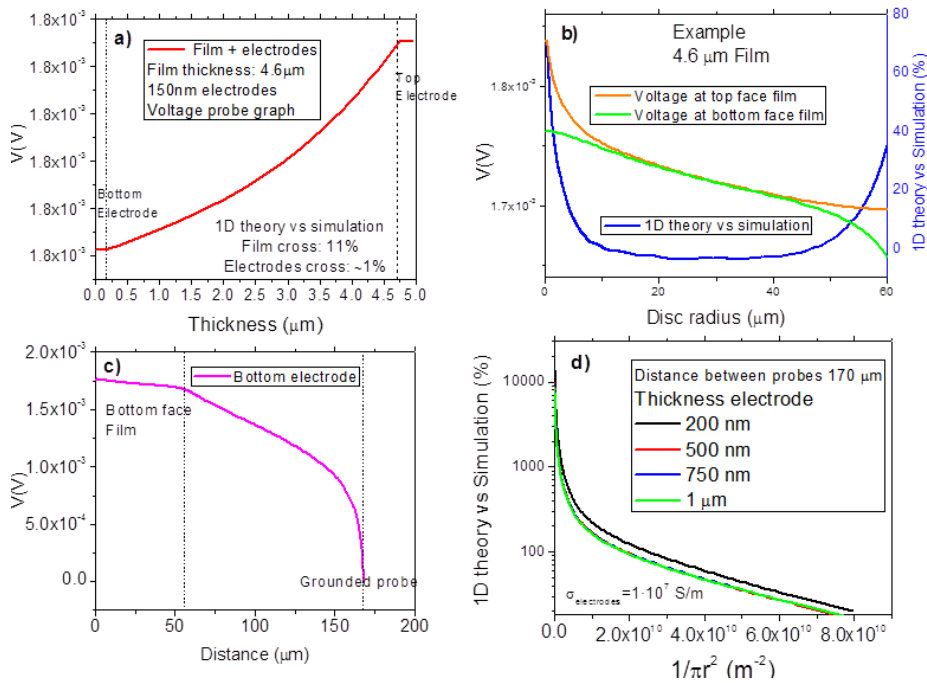 a)
1.8x10⁻³
1.8x10⁻³
1.8x10⁻³
1.8x10⁻³
1.8x10⁻³
1.8x10⁻³
V(V)
Film + electrodes
Film thickness: 4.6μm
150nm electrodes
Voltage probe graph
Top
Electrode
Bottom
Electrode
1D theory vs simulation
Film cross: 11%
Electrodes cross: ~1%
0.0 0.5 1.0 1.5 2.0 2.5 3.0 3.5 4.0 4.5 5.0
Thickness (μm)
b)
Example
4.6 μm Film
1.8x10⁻³
1.7x10⁻³
V(V)
Voltage at top face film
Voltage at bottom face film
1D theory vs simulation
80
60
40
20
0
1D theory vs Simulation (%)
0 20 40 60
Disc radius (μm)
c)
2.0x10⁻³
1.5x10⁻³
1.0x10⁻³
5.0x10⁻⁴
0.0
V(V)
Bottom electrode
Bottom face
Film
Grounded probe
0 50 100 150 200
Distance (μm)
d)
10000
1000
100
1D theory vs Simulation (%)
Distance between probes 170 μm
Thickness electrode
200 nm
500 nm
750 nm
1 μm
σelectrodes=1·10⁷ S/m
0.0 2.0x10¹⁰ 4.0x10¹⁰ 6.0x10¹⁰ 8.0x10¹⁰
1/πr² (m⁻²)